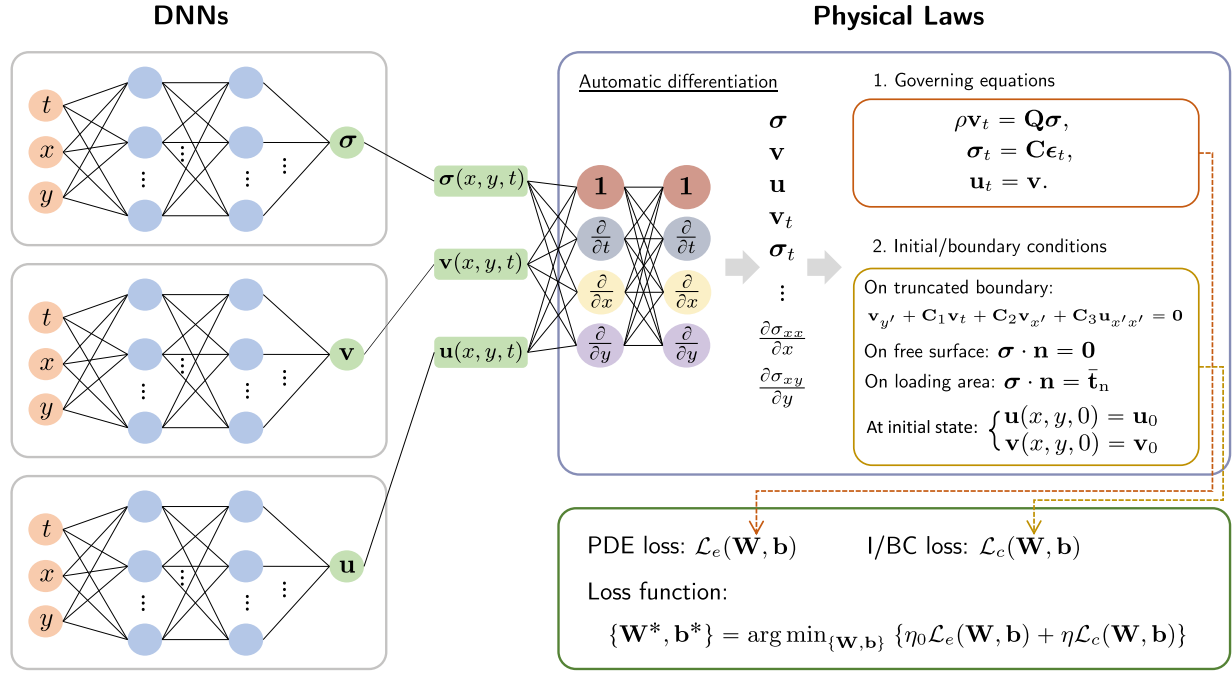 DNNs
Physical Laws
t
x
y
⋮
⋮
⋮
σ
t
x
y
⋮
⋮
⋮
v
t
x
y
⋮
⋮
⋮
u
σ(x, y, t)
v(x, y, t)
u(x, y, t)
Automatic differentiation
1
∂/∂t
∂/∂x
∂/∂y
1
∂/∂t
∂/∂x
∂/∂y
σ
v
u
v_t
σ_t
⋮
∂σ_xx/∂x
∂σ_xy/∂y
1. Governing equations
ρv_t = Qσ,
σ_t = Cϵ_t,
u_t = v.
2. Initial/boundary conditions
On truncated boundary:
v_y′ + C_1v_t + C_2v_x′ + C_3u_x′x′ = 0
On free surface: σ · n = 0
On loading area: σ · n = t̄_n
At initial state: { u(x, y, 0) = u_0
v(x, y, 0) = v_0
PDE loss: ℒ_e(W, b)
I/BC loss: ℒ_c(W, b)
Loss function:
{W*, b*} = arg min_{W,b} {η_0ℒ_e(W, b) + ηℒ_c(W, b)}